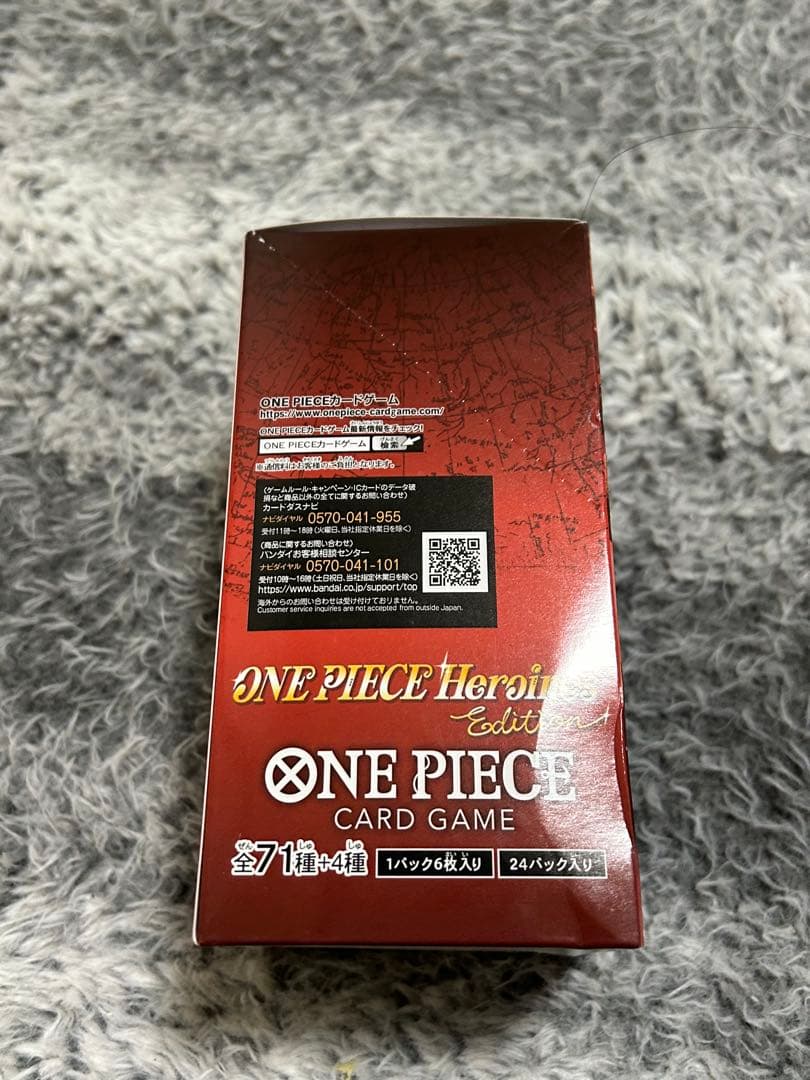 ONE PIECEカードゲーム
https://www.onepiece-cardgame.com/
ONE PIECEカードゲーム最新情報をチェック!
ONE PIECEカードゲーム 検索
※通信料はお客様のご負担となります。
(ゲームルール・キャンペーン・ICカードのデータ破
損など商品以外の全てに関するお問い合わせ)
カードダスナビ
ナビダイヤル 0570-041-955
受付11時〜18時(火曜日、当社指定休業日を除く)
(商品に関するお問い合わせ)
バンダイお客様相談センター
ナビダイヤル 0570-041-101
受付10時〜16時(土日祝日、当社指定休業日を除く)
https://www.bandai.co.jp/support/top
海外からのお問い合わせは受け付けておりません。
Customer service inquiries are not accepted from outside Japan.
ONE PIECE Heroines
Edition
ONE PIECE
CARD GAME
全71種+4種 1パック6枚入り 24パック入り